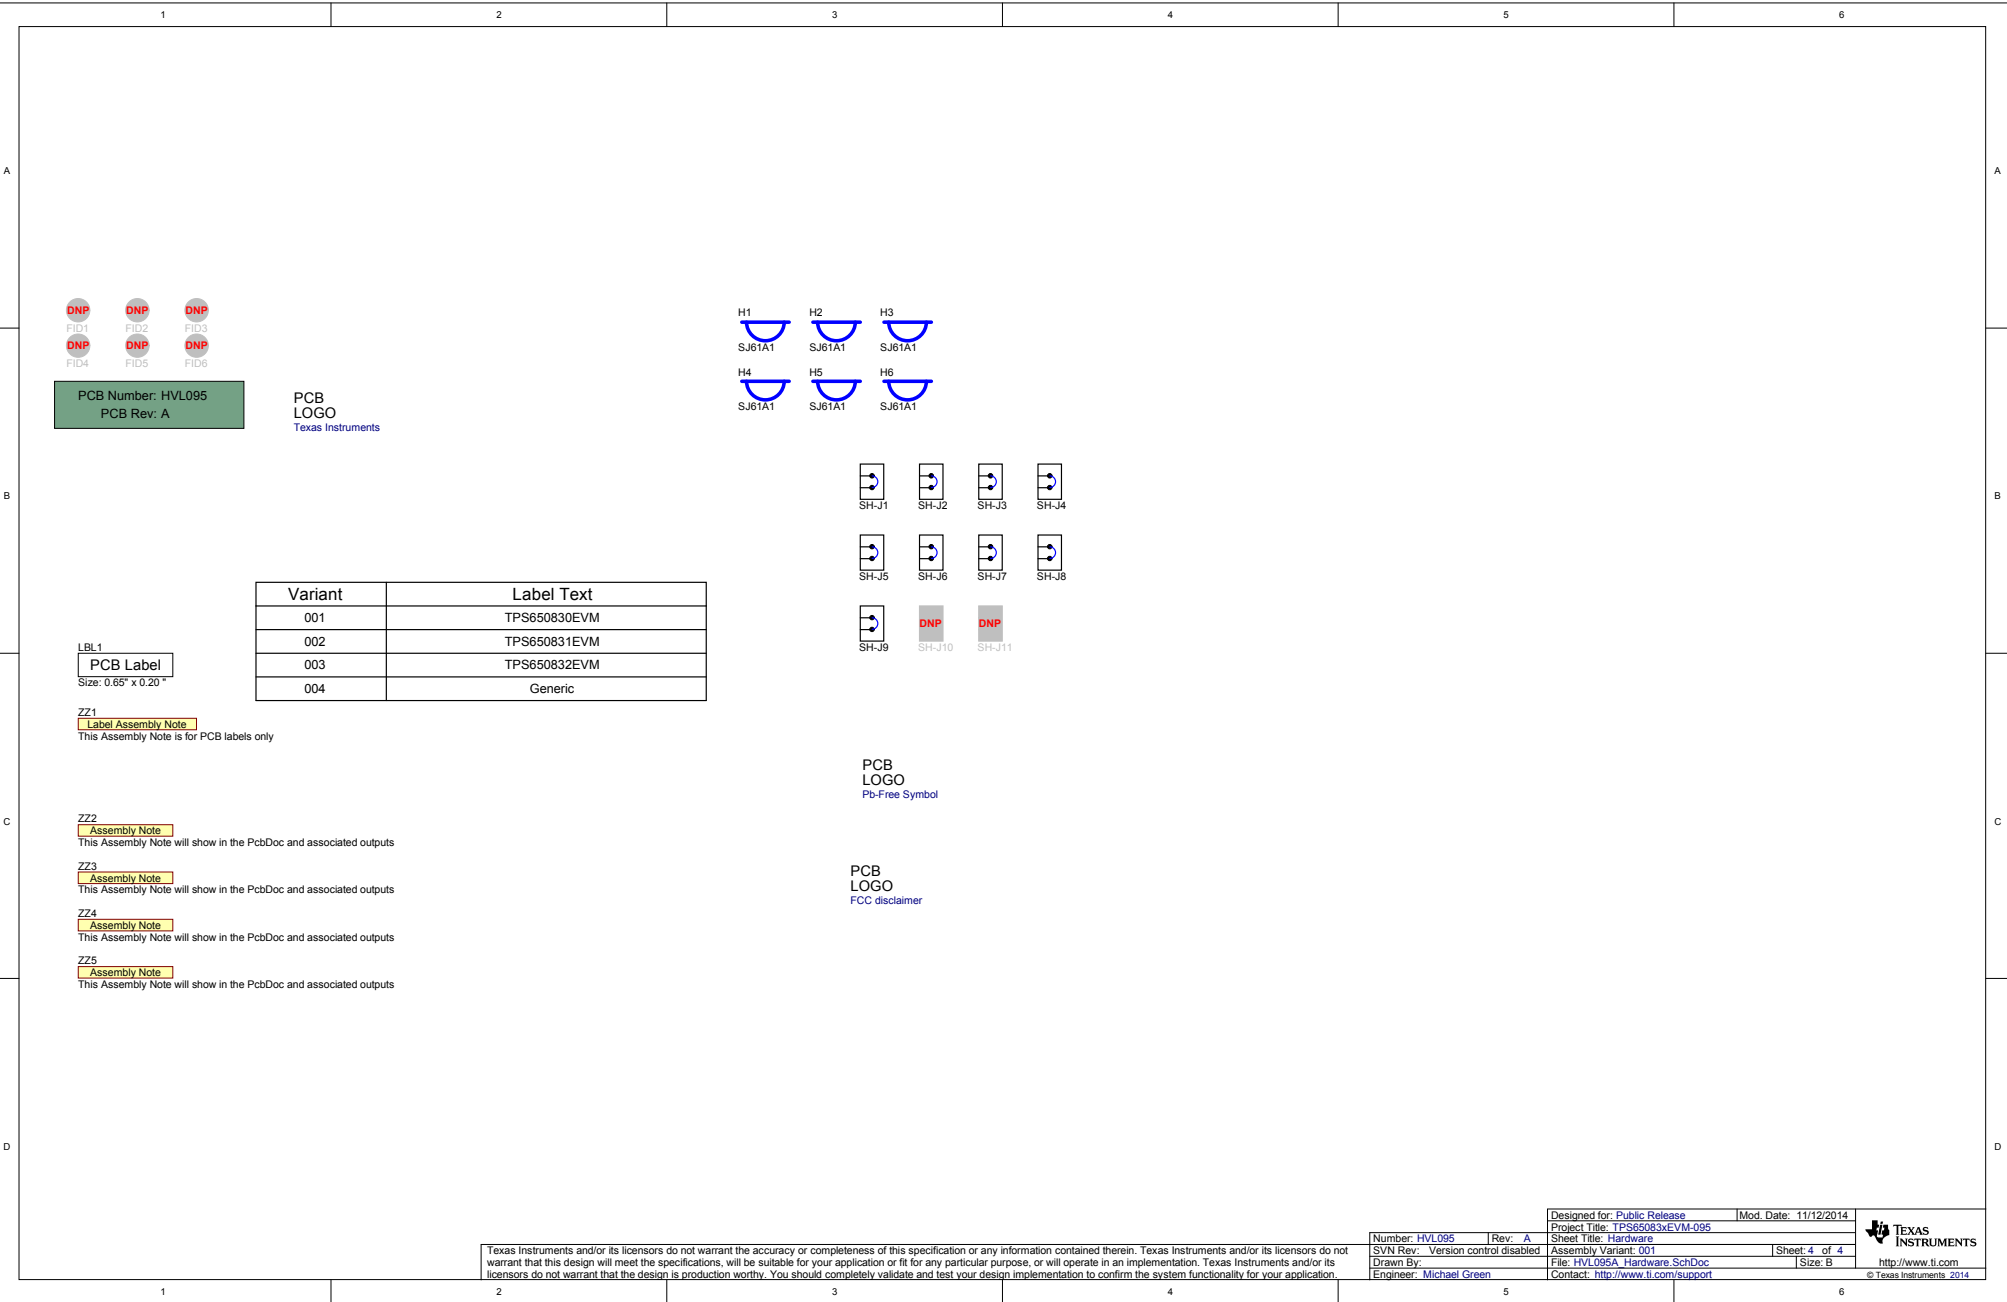 1 2 3 4 5 6
A A
DNP DNP DNP
FID1 FID2 FID3
DNP DNP DNP
FID4 FID5 FID6
PCB Number: HVL095
PCB Rev: A
PCB
LOGO
Texas Instruments
H1 H2 H3
SJ61A1 SJ61A1 SJ61A1
H4 H5 H6
SJ61A1 SJ61A1 SJ61A1
B B
SH-J1 SH-J2 SH-J3 SH-J4
SH-J5 SH-J6 SH-J7 SH-J8
DNP DNP
SH-J9 SH-J10 SH-J11
Variant Label Text
001 TPS650830EVM
002 TPS650831EVM
003 TPS650832EVM
004 Generic
LBL1
PCB Label
Size: 0.65" x 0.20 "
ZZ1
Label Assembly Note
This Assembly Note is for PCB labels only
PCB
LOGO
Pb-Free Symbol
C C
ZZ2
Assembly Note
This Assembly Note will show in the PcbDoc and associated outputs
ZZ3
Assembly Note
This Assembly Note will show in the PcbDoc and associated outputs
PCB
LOGO
FCC disclaimer
ZZ4
Assembly Note
This Assembly Note will show in the PcbDoc and associated outputs
ZZ5
Assembly Note
This Assembly Note will show in the PcbDoc and associated outputs
D D
Texas Instruments and/or its licensors do not warrant the accuracy or completeness of this specification or any information contained therein. Texas Instruments and/or its licensors do not
warrant that this design will meet the specifications, will be suitable for your application or fit for any particular purpose, or will operate in an implementation. Texas Instruments and/or its
licensors do not warrant that the design is production worthy. You should completely validate and test your design implementation to confirm the system functionality for your application.
Designed for: Public Release Mod. Date: 11/12/2014
Project Title: TPS65083xEVM-095
Number: HVL095 Rev: A Sheet Title: Hardware
SVN Rev: Version control disabled Assembly Variant: 001 Sheet: 4 of 4
Drawn By: File: HVL095A_Hardware.SchDoc Size: B
Engineer: Michael Green Contact: http://www.ti.com/support
TEXAS
INSTRUMENTS
http://www.ti.com
© Texas Instruments 2014
1 2 3 4 5 6